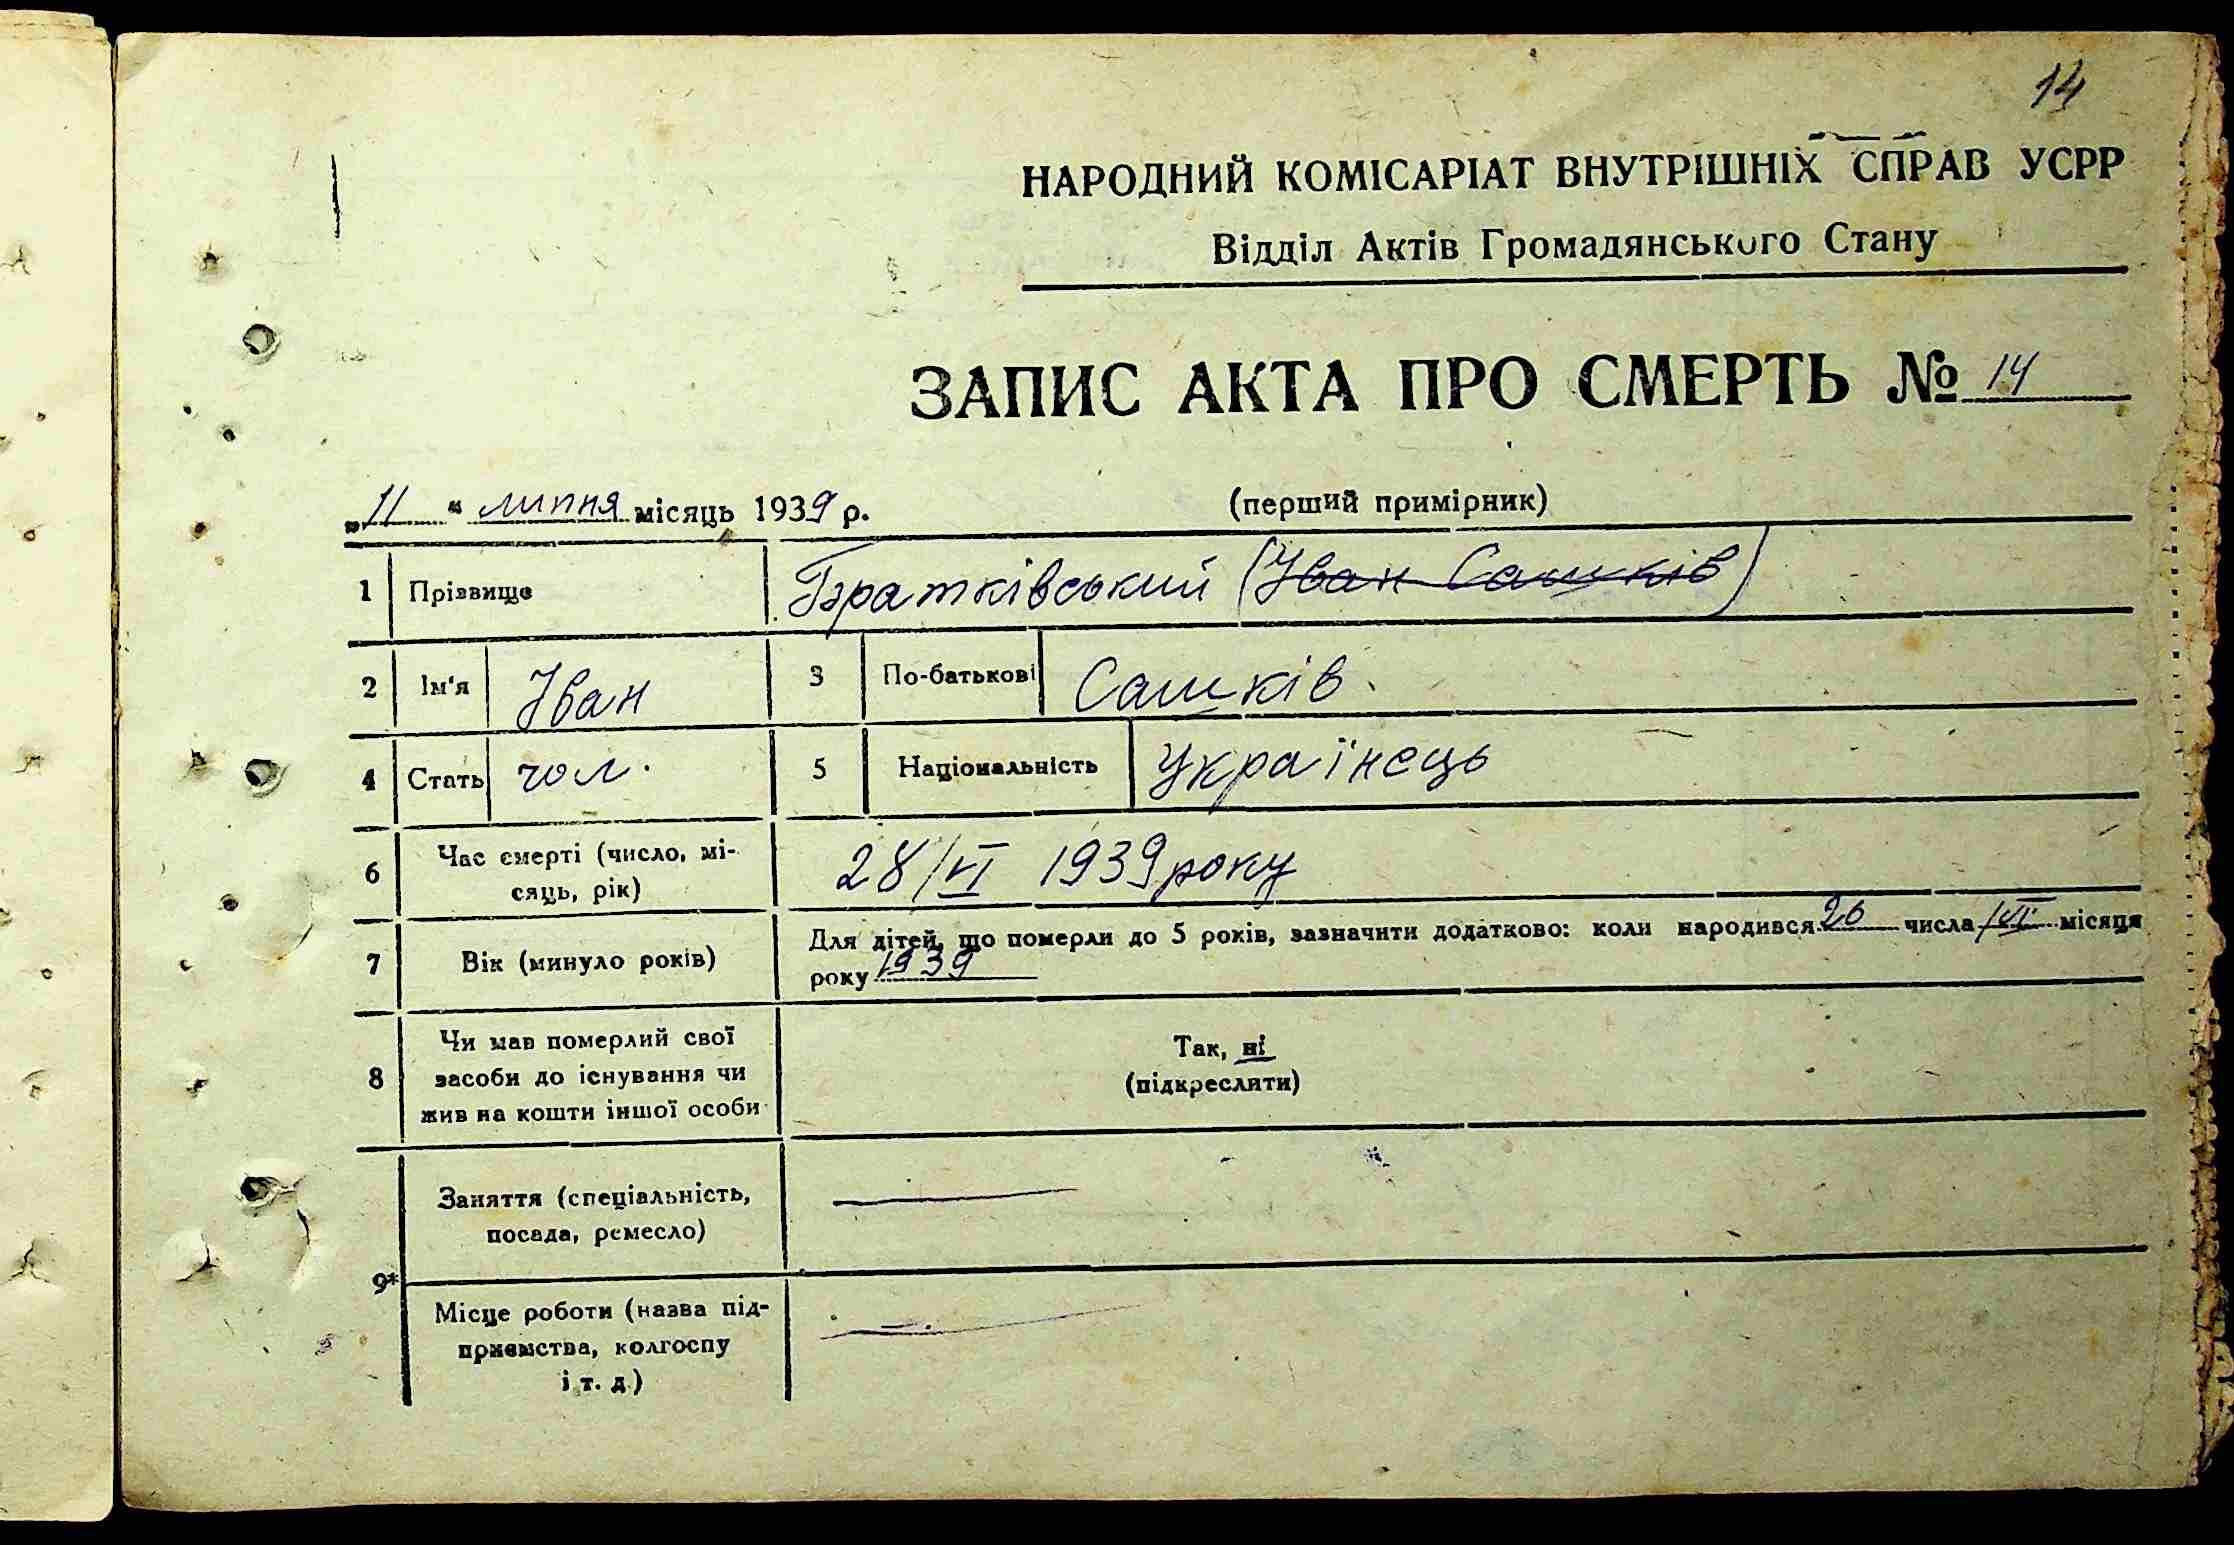 14
НАРОДНИЙ КОМІСАРІАТ ВНУТРІШНІХ СПРАВ УСРР
Відділ Актів Громадянського Стану
ЗАПИС АКТА ПРО СМЕРТЬ № 14
„11“ липня місяць 1939 р. (перший примірник)
1 Прізвище Братківський (Іван Сашків)
2 Ім'я Іван 3 По-батькові Сашків
4 Стать чол. 5 Національність Українець
6 Час смерті (число, мі-
сяць, рік) 28/VI 1939 року
7 Вік (минуло років) Для дітей, що померли до 5 років, зазначити додатково: коли народився 26 числа /VI місяця
року 1939
8 Чи мав померлий свої
засоби до існування чи
жив на кошти іншої особи
Так, ні
(підкреслити)
9* Заняття (спеціальність,
посада, ремесло)
Місце роботи (назва під-
приємства, колгоспу
і т. д.)